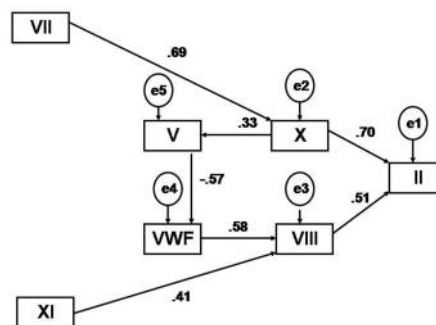 VII
.69
e5
e2
V
.33
X
.70
e1
II
-.57
e4
e3
.51
VWF
.58
VIII
.41
XI